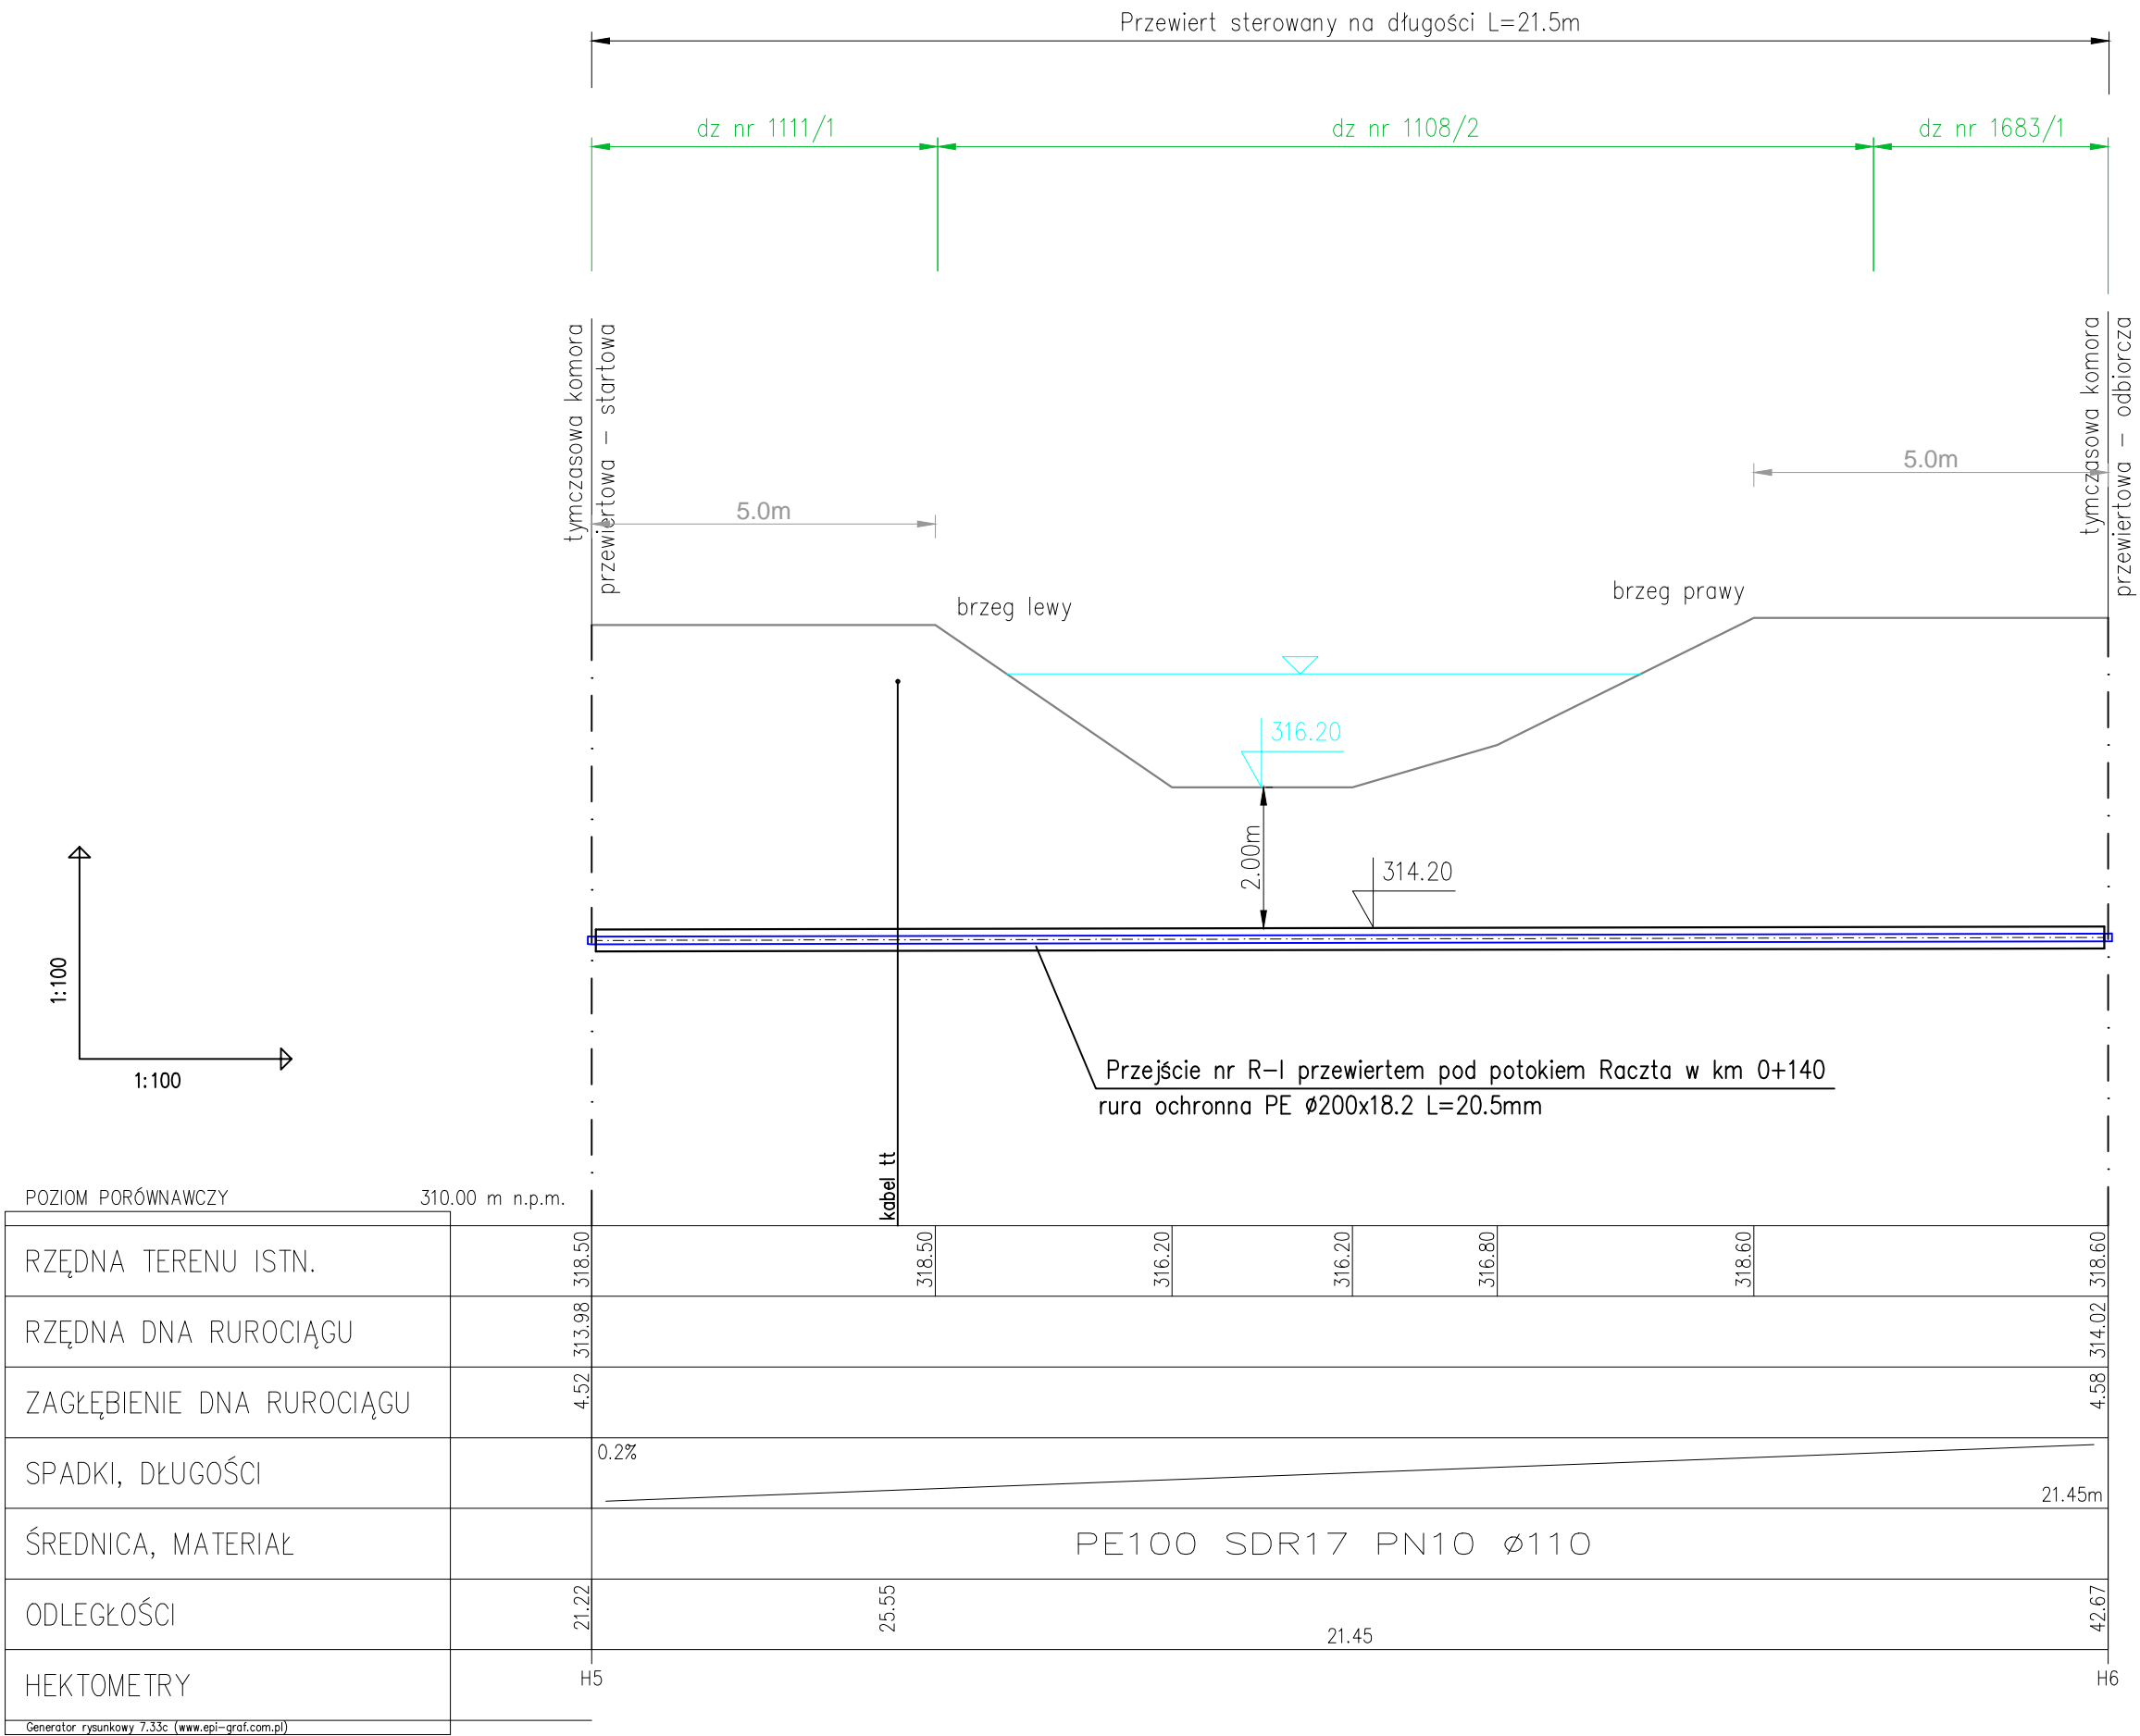 Przewiert sterowany na długości L=21.5m
dz nr 1111/1
dz nr 1108/2
dz nr 1683/1
tymczasowa komora
przewiertowa – startowa
tymczasowa komora
przewiertowa – odbiorcza
5.0m
5.0m
brzeg lewy
brzeg prawy
316.20
2.00m
314.20
1:100
1:100
Przejście nr R–I przewiertem pod potokiem Raczta w km 0+140
rura ochronna PE ø200x18.2 L=20.5mm
kabel tt
POZIOM PORÓWNAWCZY 310.00 m n.p.m.
RZĘDNA TERENU ISTN. 318.50 318.50 316.20 316.20 316.80 318.60 318.60
RZĘDNA DNA RUROCIĄGU 313.98 314.02
ZAGŁĘBIENIE DNA RUROCIĄGU 4.52 4.58
SPADKI, DŁUGOŚCI 0.2% 21.45m
ŚREDNICA, MATERIAŁ PE100 SDR17 PN10 ø110
ODLEGŁOŚCI 21.22 25.55 21.45 42.67
HEKTOMETRY H5 H6
Generator rysunkowy 7.33c (www.epi–graf.com.pl)